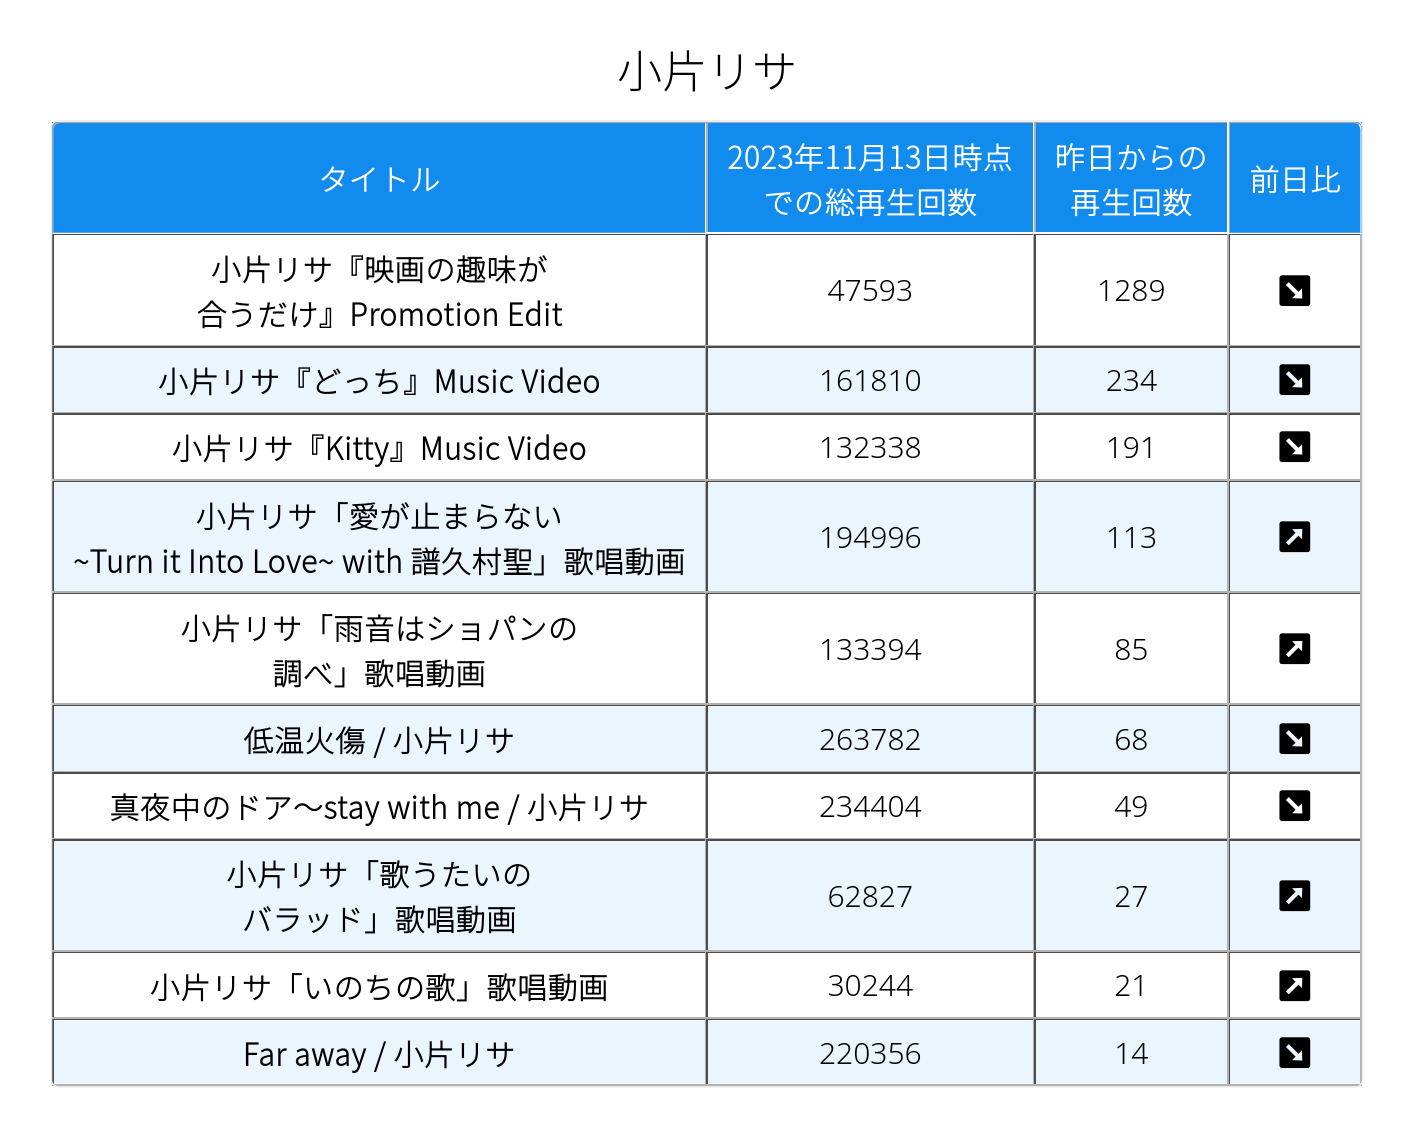 小片リサ
タイトル
2023年11月13日時点
での総再生回数
昨日からの
再生回数
前日比
小片リサ『映画の趣味が
合うだけ』Promotion Edit
47593
1289
↘
小片リサ『どっち』Music Video
161810
234
↘
小片リサ『Kitty』Music Video
132338
191
↘
小片リサ「愛が止まらない
~Turn it Into Love~ with 譜久村聖」歌唱動画
194996
113
↗
小片リサ「雨音はショパンの
調べ」歌唱動画
133394
85
↗
低温火傷 / 小片リサ
263782
68
↘
真夜中のドア〜stay with me / 小片リサ
234404
49
↘
小片リサ「歌うたいの
バラッド」歌唱動画
62827
27
↗
小片リサ「いのちの歌」歌唱動画
30244
21
↗
Far away / 小片リサ
220356
14
↘